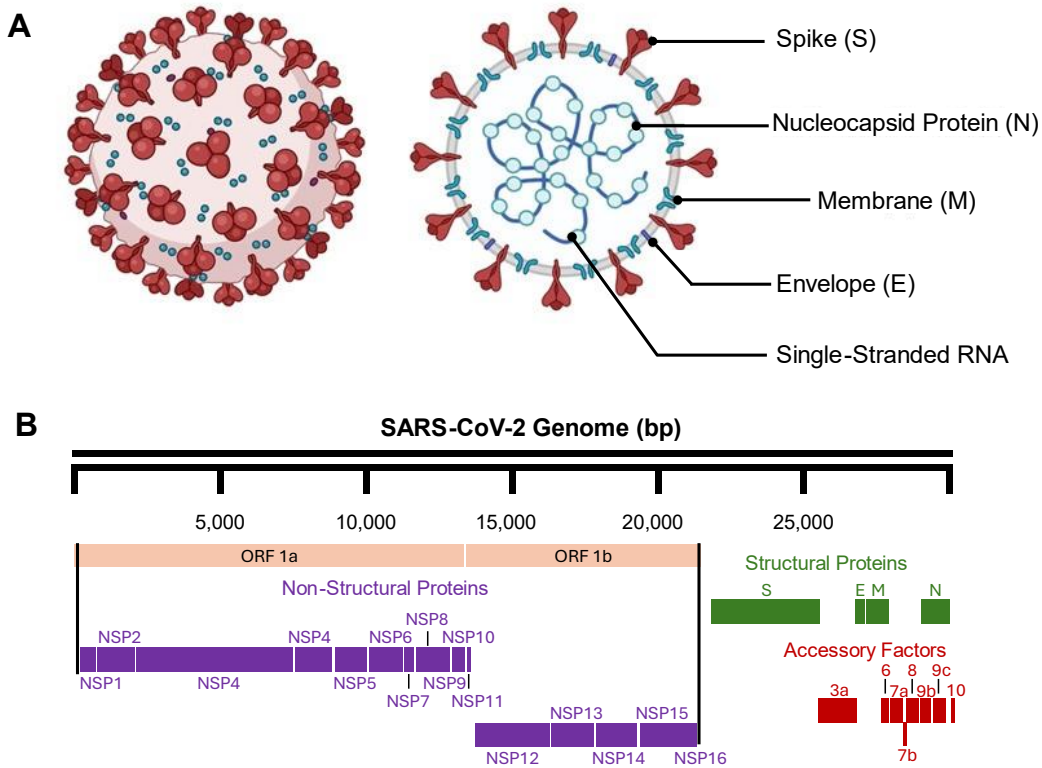 A
Spike (S)
Nucleocapsid Protein (N)
Membrane (M)
Envelope (E)
Single-Stranded RNA
B
SARS-CoV-2 Genome (bp)
5,000 10,000 15,000 20,000 25,000
ORF 1a ORF 1b
Structural Proteins
Non-Structural Proteins
S E M N
NSP8
NSP2 NSP4 NSP6 NSP10
Accessory Factors
6 8 9c
3a 7a 9b 10
NSP1 NSP4 NSP5 NSP9
NSP7 NSP11
NSP13 NSP15
7b
NSP12 NSP14 NSP16